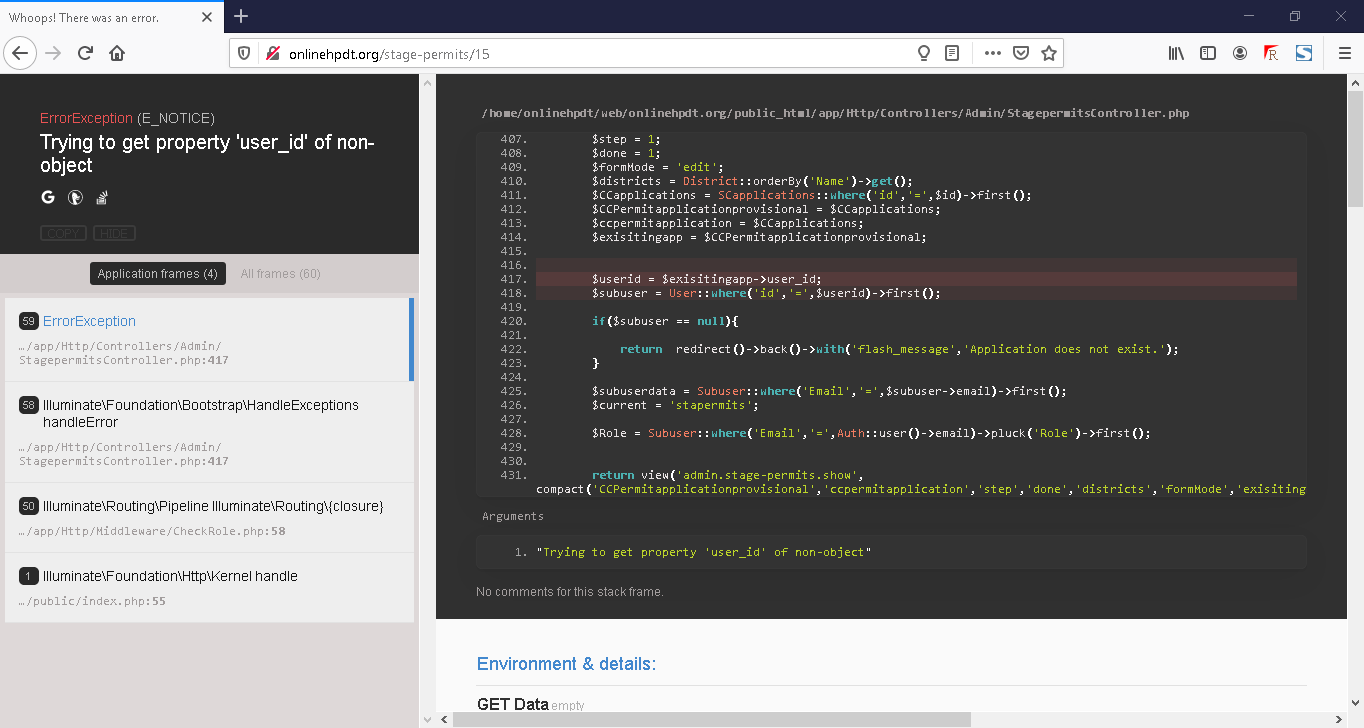 Whoops! There was an error.
onlinehpdt.org/stage-permits/15
ErrorException (E_NOTICE)
Trying to get property 'user_id' of non-
object
COPY HIDE
Application frames (4) All frames (60)
59 ErrorException
…/app/Http/Controllers/Admin/
StagepermitsController.php:417
58 Illuminate\Foundation\Bootstrap\HandleExceptions
handleError
…/app/Http/Controllers/Admin/
StagepermitsController.php:417
50 Illuminate\Routing\Pipeline Illuminate\Routing\{closure}
…/app/Http/Middleware/CheckRole.php:58
1 Illuminate\Foundation\Http\Kernel handle
…/public/index.php:55
/home/onlinehpdt/web/onlinehpdt.org/public_html/app/Http/Controllers/Admin/StagepermitsController.php
407. $step = 1;
408. $done = 1;
409. $formMode = 'edit';
410. $districts = District::orderBy('Name')->get();
411. $CCapplications = SCapplications::where('id','=',$id)->first();
412. $CCPermitapplicationprovisional = $CCapplications;
413. $ccpermitapplication = $CCapplications;
414. $exisitingapp = $CCPermitapplicationprovisional;
415.
416.
417. $userid = $exisitingapp->user_id;
418. $subuser = User::where('id','=',$userid)->first();
419.
420. if($subuser == null){
421.
422. return redirect()->back()->with('flash_message','Application does not exist.');
423. }
424.
425. $subuserdata = Subuser::where('Email','=',$subuser->email)->first();
426. $current = 'stapermits';
427.
428. $Role = Subuser::where('Email','=',Auth::user()->email)->pluck('Role')->first();
429.
430.
431. return view('admin.stage-permits.show',
compact('CCPermitapplicationprovisional','ccpermitapplication','step','done','districts','formMode','exisiting
Arguments
1. "Trying to get property 'user_id' of non-object"
No comments for this stack frame.
Environment & details:
GET Data empty